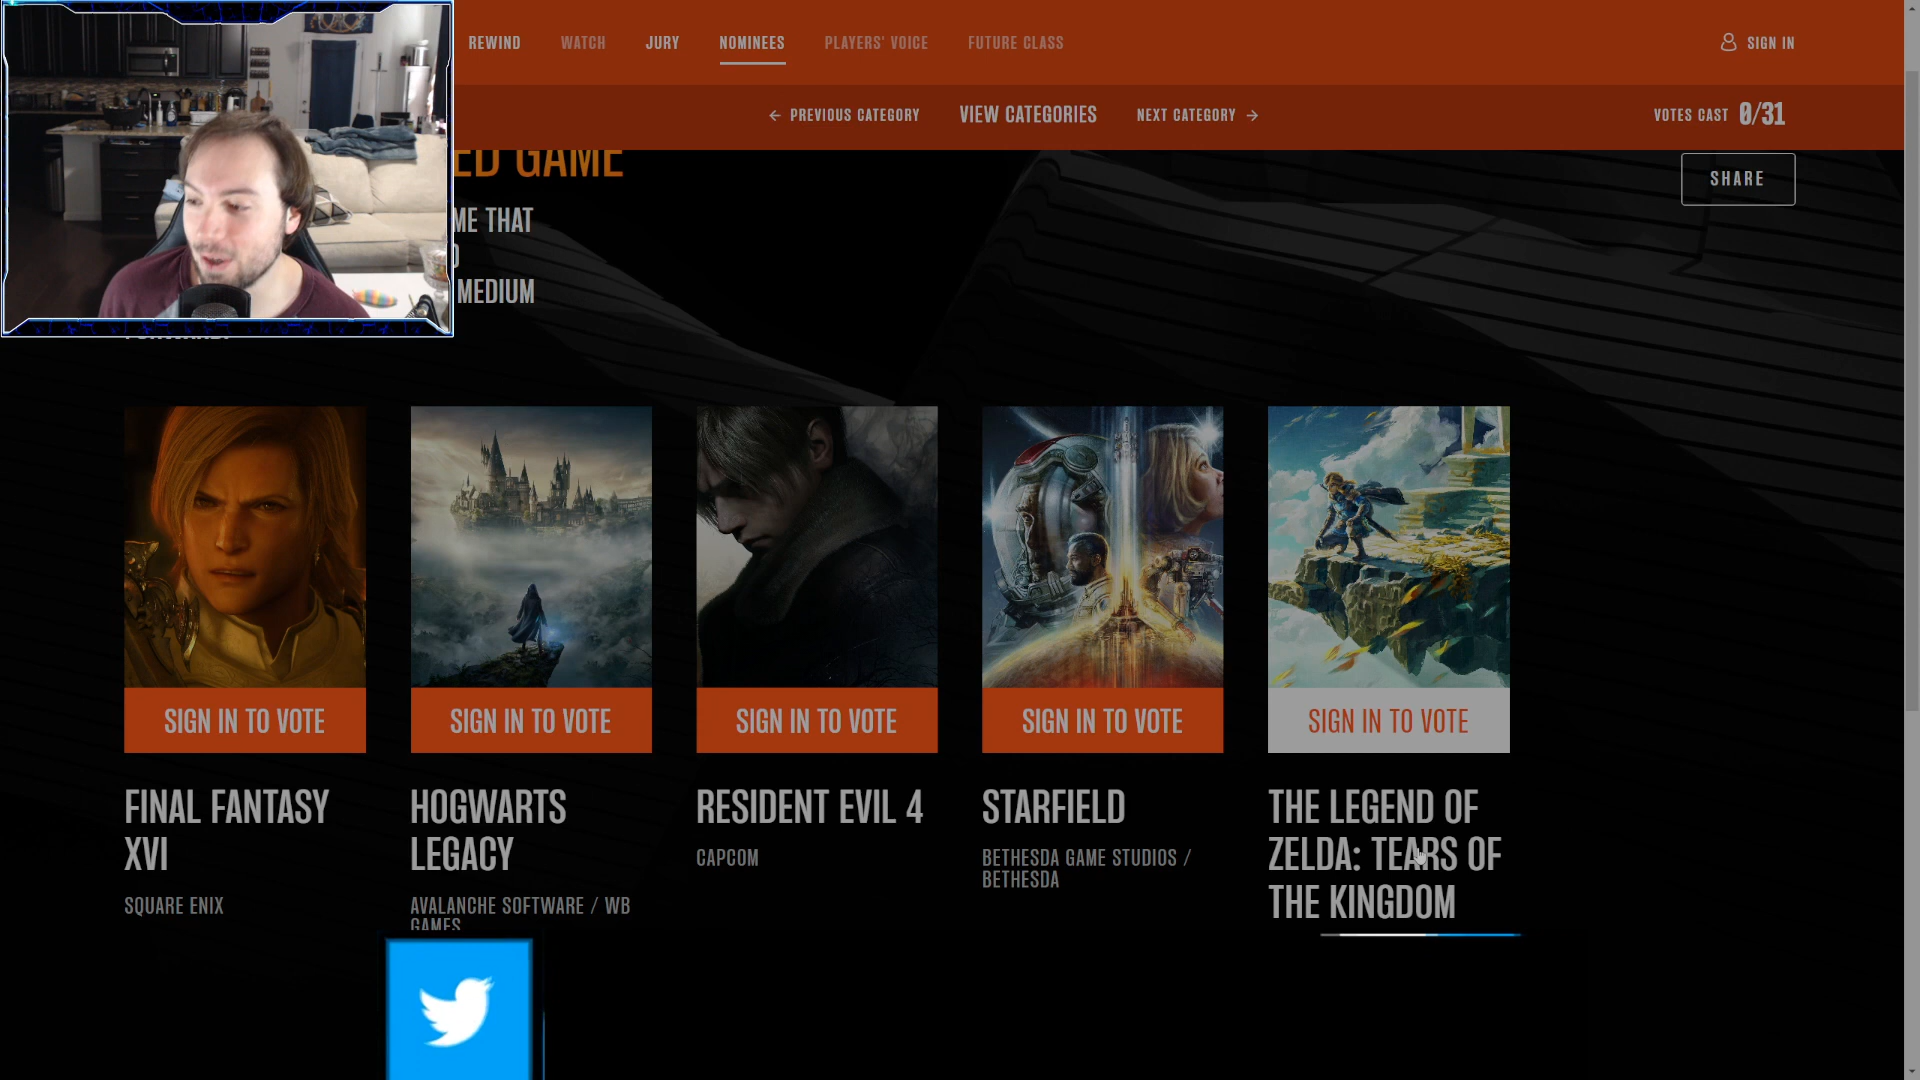 REWIND WATCH JURY NOMINEES PLAYERS' VOICE FUTURE CLASS SIGN IN
← PREVIOUS CATEGORY VIEW CATEGORIES NEXT CATEGORY → VOTES CAST 0/31
ED GAME
SHARE
ME THAT
MEDIUM
SIGN IN TO VOTE SIGN IN TO VOTE SIGN IN TO VOTE SIGN IN TO VOTE SIGN IN TO VOTE
FINAL FANTASY
XVI
SQUARE ENIX
HOGWARTS
LEGACY
AVALANCHE SOFTWARE / WB
GAMES
RESIDENT EVIL 4
CAPCOM
STARFIELD
BETHESDA GAME STUDIOS /
BETHESDA
THE LEGEND OF
ZELDA: TEARS OF
THE KINGDOM